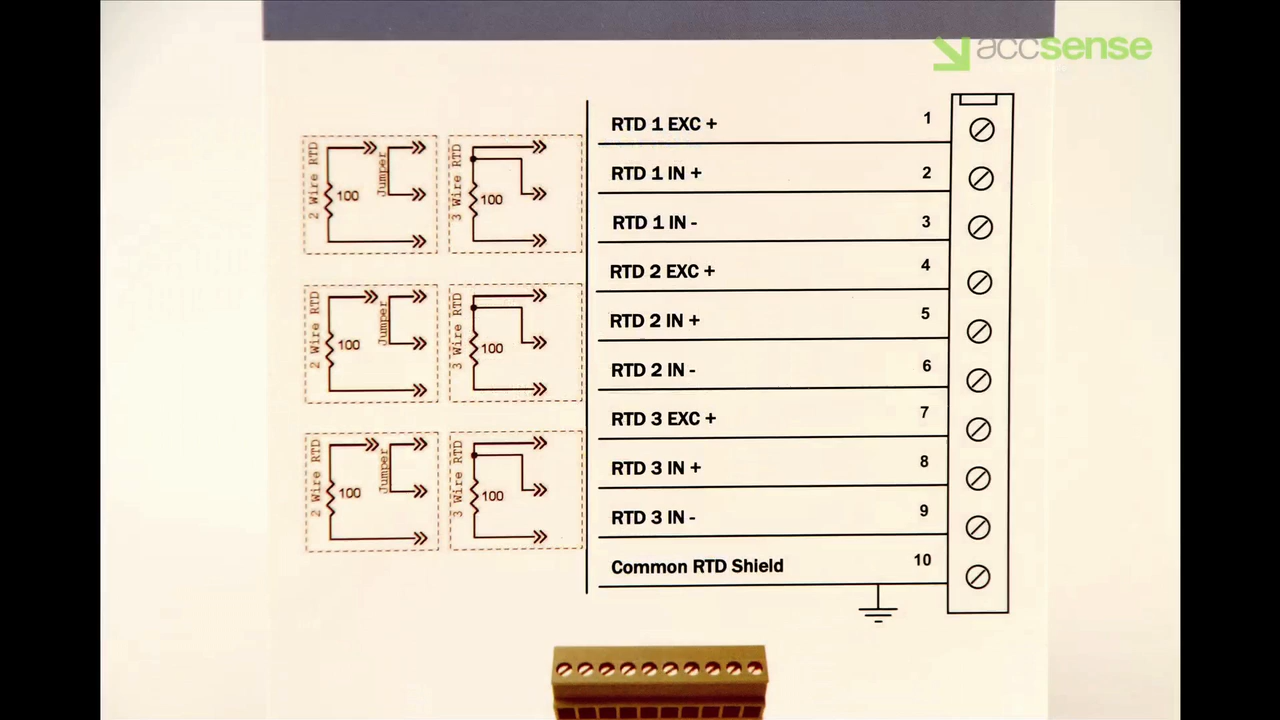 accsense
RTD 1 EXC + 1
RTD 1 IN + 2
RTD 1 IN - 3
RTD 2 EXC + 4
RTD 2 IN + 5
RTD 2 IN - 6
RTD 3 EXC + 7
RTD 3 IN + 8
RTD 3 IN - 9
Common RTD Shield 10
2 Wire RTD
100
Jumper
3 Wire RTD
100
2 Wire RTD
100
Jumper
3 Wire RTD
100
2 Wire RTD
100
Jumper
3 Wire RTD
100